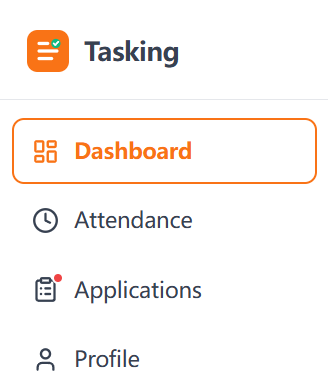 Tasking
Dashboard
Attendance
Applications
Profile